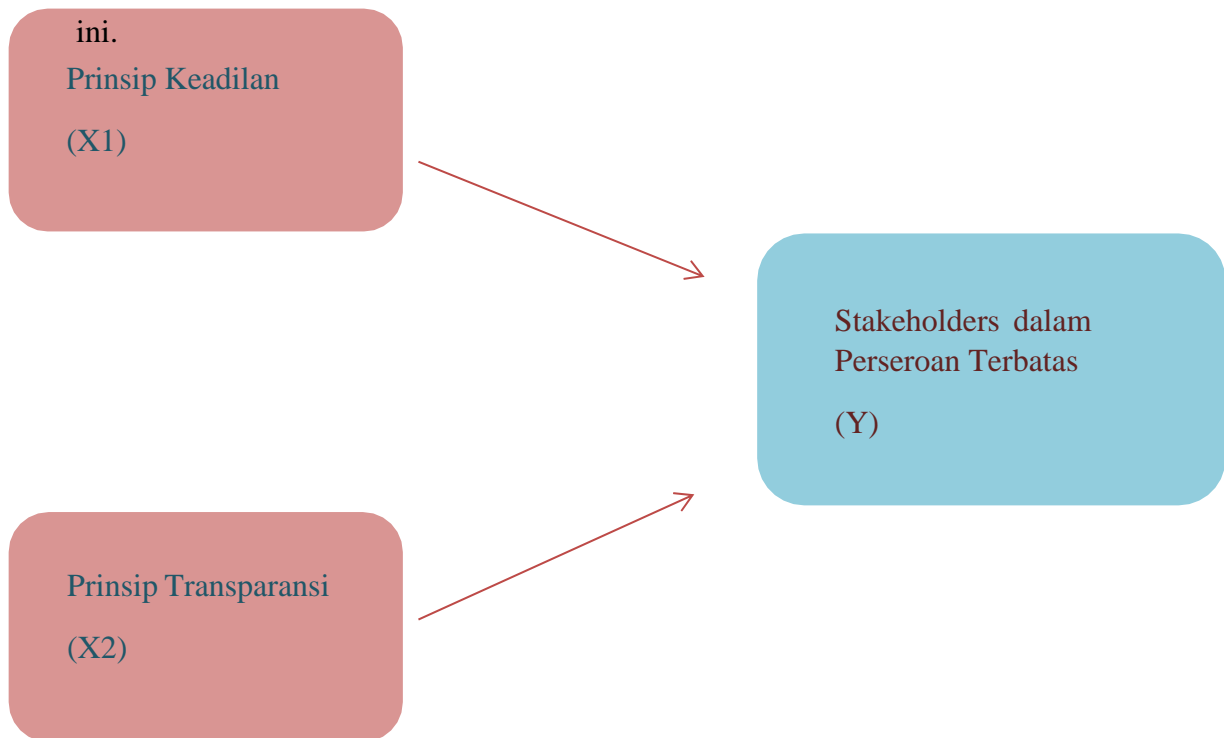 ini.
Prinsip Keadilan
(X1)
Stakeholders dalam
Perseroan Terbatas
(Y)
Prinsip Transparansi
(X2)